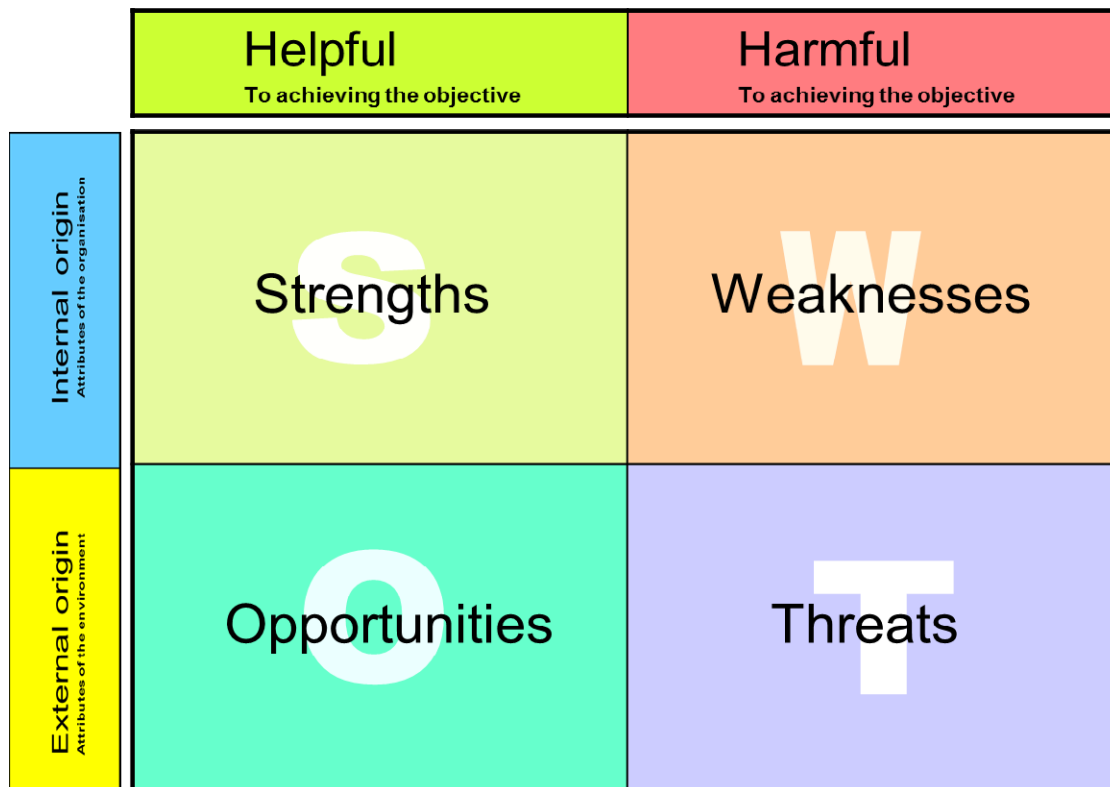 Helpful
To achieving the objective
Harmful
To achieving the objective
Internal origin
Attributes of the organisation
S
Strengths
W
Weaknesses
External origin
Attributes of the environment
O
Opportunities
T
Threats